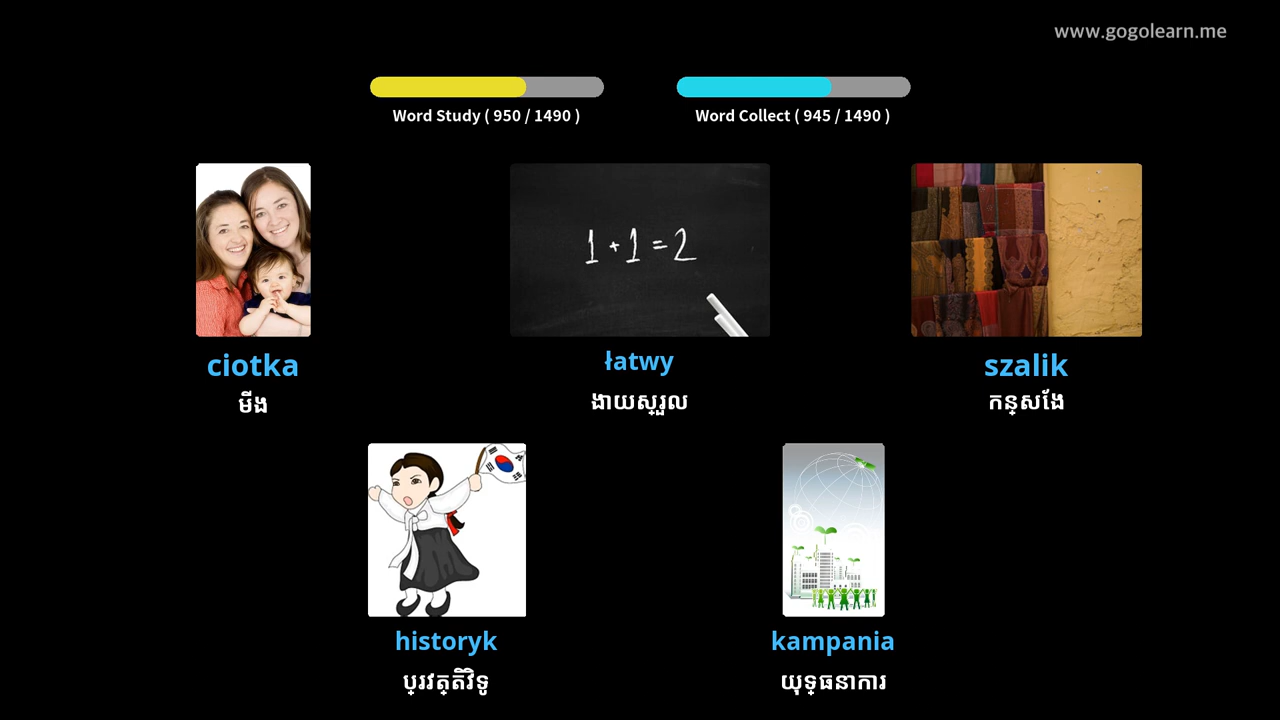 www.gogolearn.me
Word Study ( 950 / 1490 )
Word Collect ( 945 / 1490 )
1 + 1 = 2
ciotka
łatwy
szalik
មីង
ងាយស្រួល
កន្សែង
historyk
kampania
ប្រវត្តិវិទូ
យុទ្ធនាការ